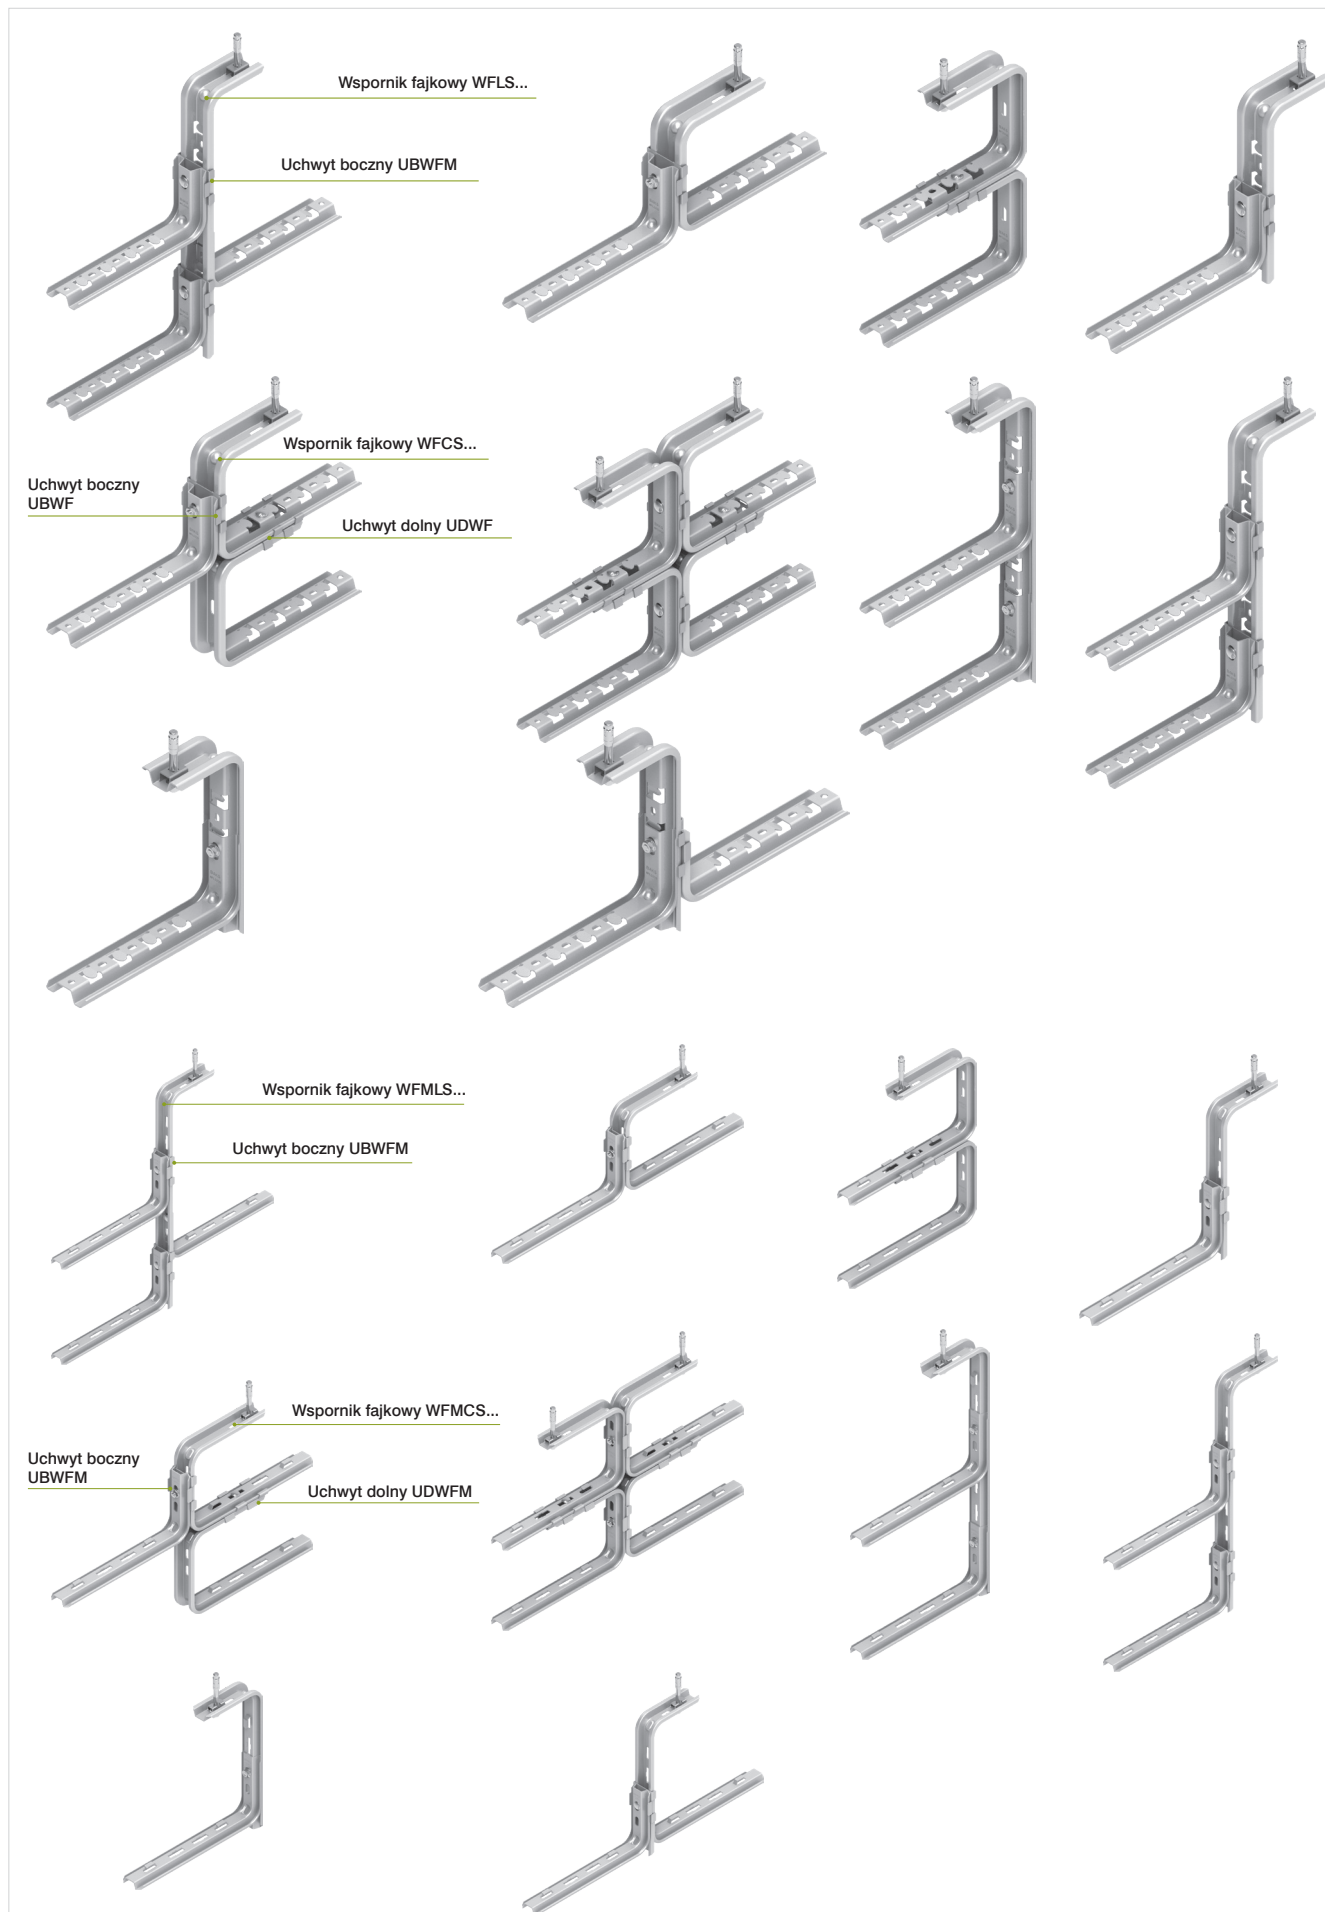 Wspornik fajkowy WFLS...
Uchwyt boczny UBWFM
Wspornik fajkowy WFCS...
Uchwyt boczny
UBWF
Uchwyt dolny UDWF
Wspornik fajkowy WFMLS...
Uchwyt boczny UBWFM
Wspornik fajkowy WFMCS...
Uchwyt boczny
UBWFM
Uchwyt dolny UDWFM